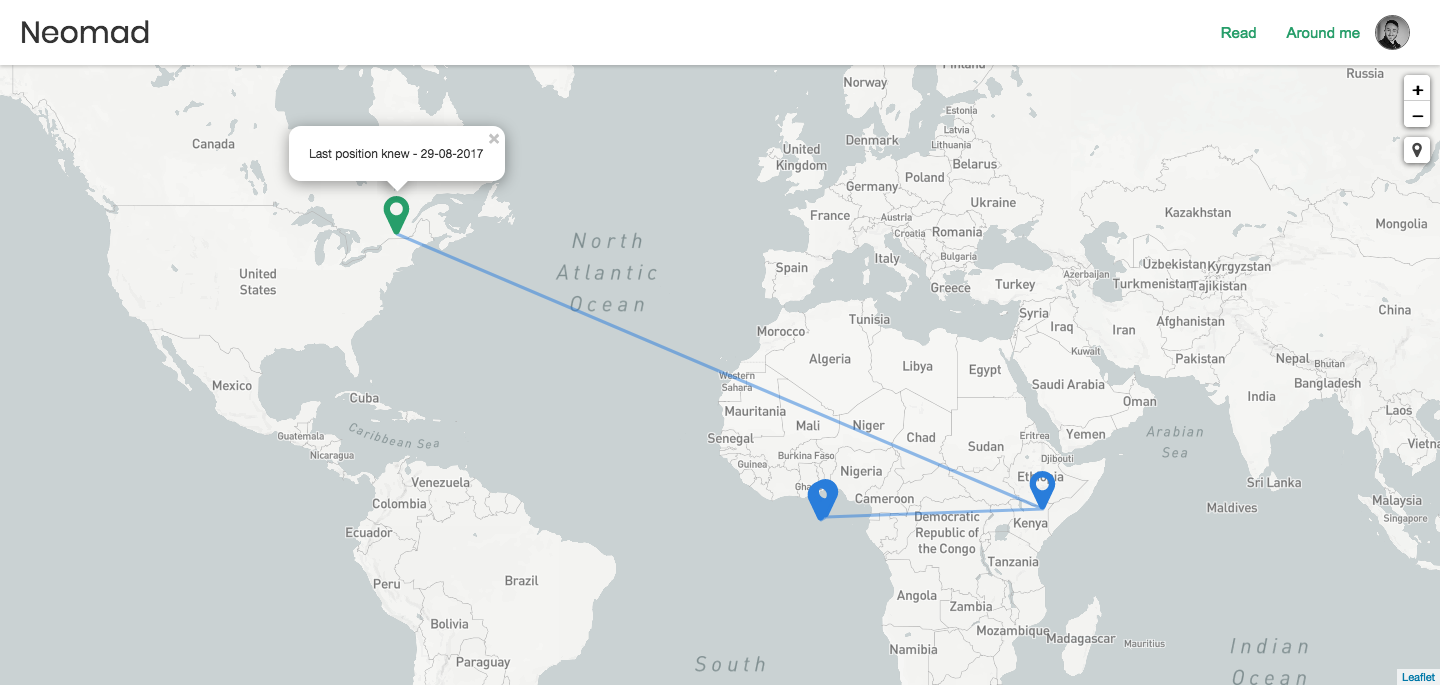 Neomad
Read
Around me
Russia
Finland
Norway
+
Estonia
−
Canada
Denmark
Latvia
Lithuania
United
Kingdom
Last position knew - 29-08-2017
×
Belarus
Poland
Germany
Ukraine
France
Austria
Kazakhstan
Mongolia
Croatia
Romania
North
Atlantic
Ocean
Italy
Bulgaria
Uzbekistan
Kyrgyzstan
United
States
Spain
Azerbaijan
Turkmenistan
Tajikistan
Greece
Turkey
China
Tunisia
Syria
Iraq
Afghanistan
Iran
Morocco
Kuwait
Pakistan
Nepal
Bhutan
Algeria
Libya
Egypt
Western
Sahara
Mexico
Saudi Arabia
Bangladesh
Cuba
India
Oman
Mauritania
Laos
Mali
Niger
Guatemala
Caribbean Sea
Senegal
Chad
Eritrea
Yemen
Arabian
Sea
Vietn
Nicaragua
Burkina Faso
Sudan
Djibouti
Guinea
Nigeria
Ethiopia
Venezuela
Gha
Sri Lanka
Colombia
Cameroon
Maldives
Malaysia
Democratic
Republic of
the Congo
Kenya
Singapore
Ecuador
Tanzania
Peru
Brazil
Angola
Zambia
Bolivia
Mozambique
Madagascar
Mauritius
Namibia
Paraguay
South
Indian
Ocean
Leaflet